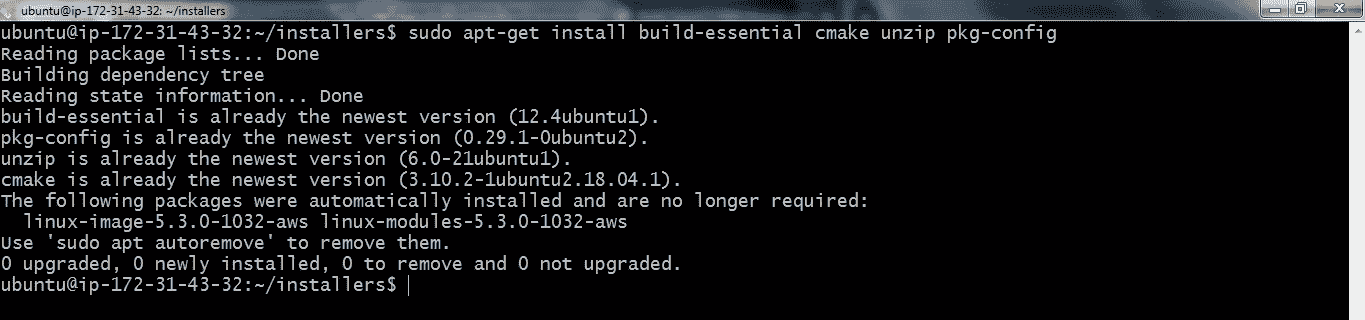 ubuntu@ip-172-31-43-32: ~/installers
ubuntu@ip-172-31-43-32:~/installers$ sudo apt-get install build-essential cmake unzip pkg-config
Reading package lists... Done
Building dependency tree
Reading state information... Done
build-essential is already the newest version (12.4ubuntu1).
pkg-config is already the newest version (0.29.1-0ubuntu2).
unzip is already the newest version (6.0-21ubuntu1).
cmake is already the newest version (3.10.2-1ubuntu2.18.04.1).
The following packages were automatically installed and are no longer required:
  linux-image-5.3.0-1032-aws linux-modules-5.3.0-1032-aws
Use 'sudo apt autoremove' to remove them.
0 upgraded, 0 newly installed, 0 to remove and 0 not upgraded.
ubuntu@ip-172-31-43-32:~/installers$